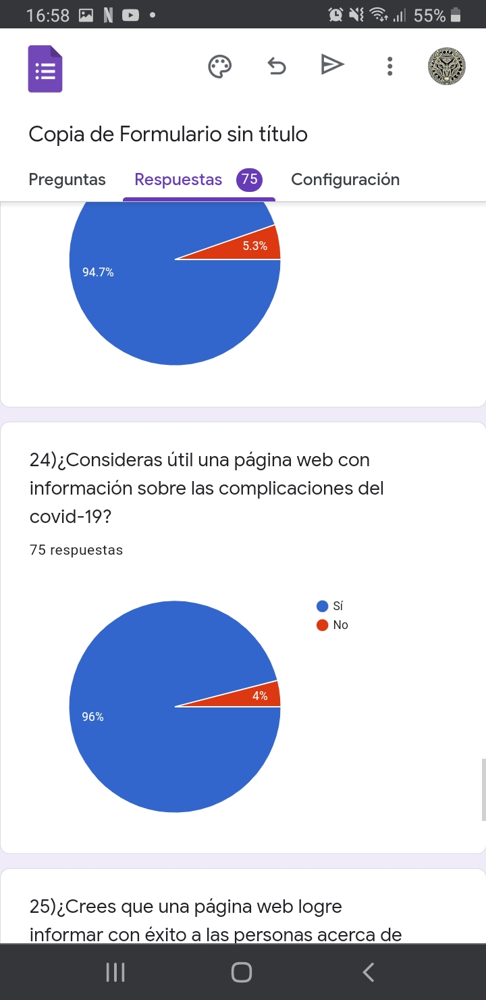 16:58
55%
Copia de Formulario sin título
Preguntas Respuestas 75 Configuración
5.3%
94.7%
24)¿Consideras útil una página web con
información sobre las complicaciones del
covid-19?
75 respuestas
Sí
No
4%
96%
25)¿Crees que una página web logre
informar con éxito a las personas acerca de